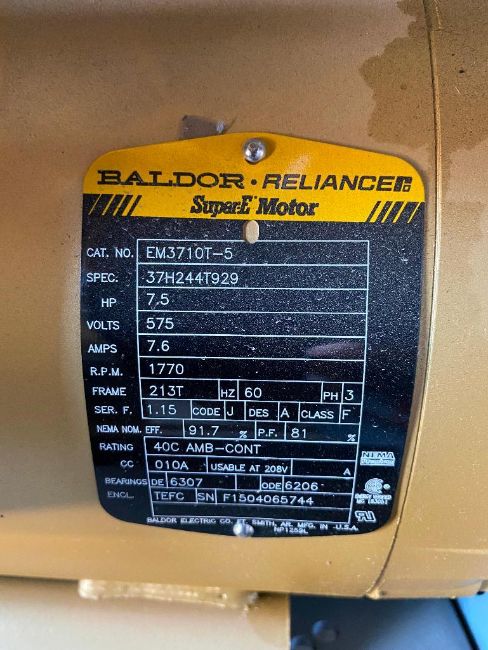 BALDOR · RELIANCE
Super-E Motor
CAT. NO. EM3710T-5
SPEC. 37H244T929
HP 7.5
VOLTS 575
AMPS 7.6
R.P.M. 1770
FRAME 213T HZ 60 PH 3
SER. F. 1.15 CODE J DES A CLASS F
NEMA NOM. EFF. 91.7 % P.F. 81 %
RATING 40C AMB-CONT
NEMA
CC 010A USABLE AT 208V A
BEARINGS DE 6307 ODE 6206
ENCL. TEFC SN F1504065744
BALDOR ELECTRIC CO. FT. SMITH, AR. MFG. IN U.S.A.
NP1259L